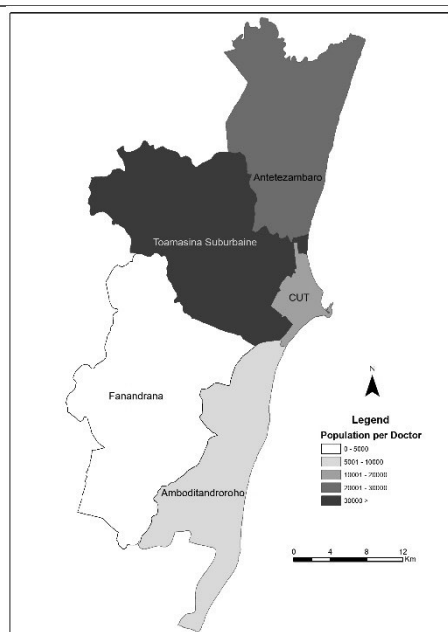 Antetezambaro
Toamasina Suburbaine
CUT
Fanandrana
Amboditandroroho
N
Legend
Population per Doctor
0 - 5000
5001 - 10000
10001 - 20000
20001 - 30000
30000 >
0 2 4 8 12
Km